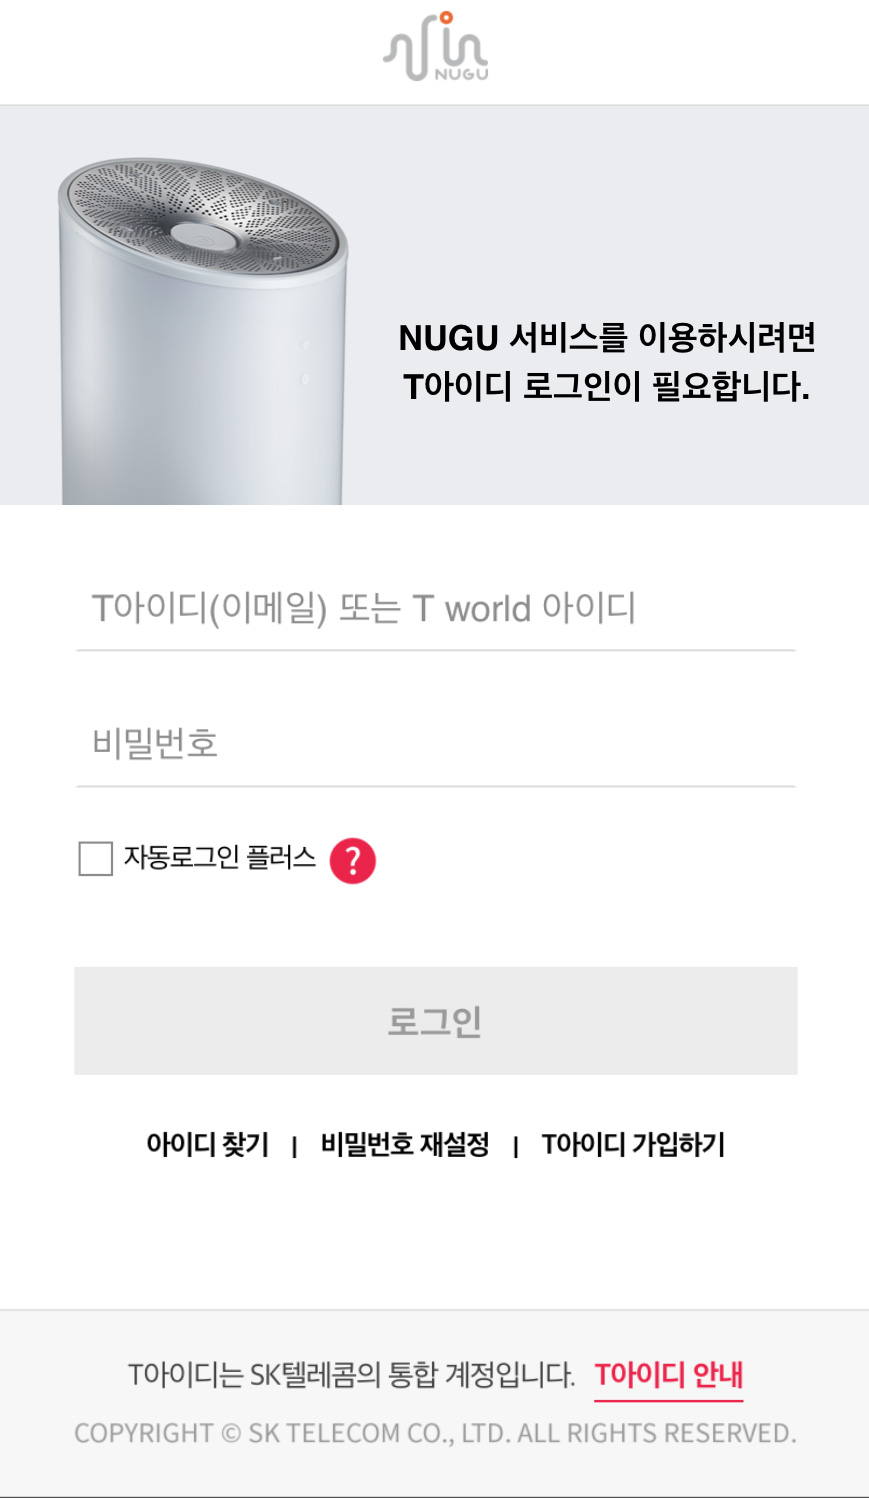 NUGU
NUGU 서비스를 이용하시려면
T아이디 로그인이 필요합니다.
T아이디(이메일) 또는 T world 아이디
비밀번호
자동로그인 플러스 ?
로그인
아이디 찾기 | 비밀번호 재설정 | T아이디 가입하기
T아이디는 SK텔레콤의 통합 계정입니다. T아이디 안내
COPYRIGHT © SK TELECOM CO., LTD. ALL RIGHTS RESERVED.